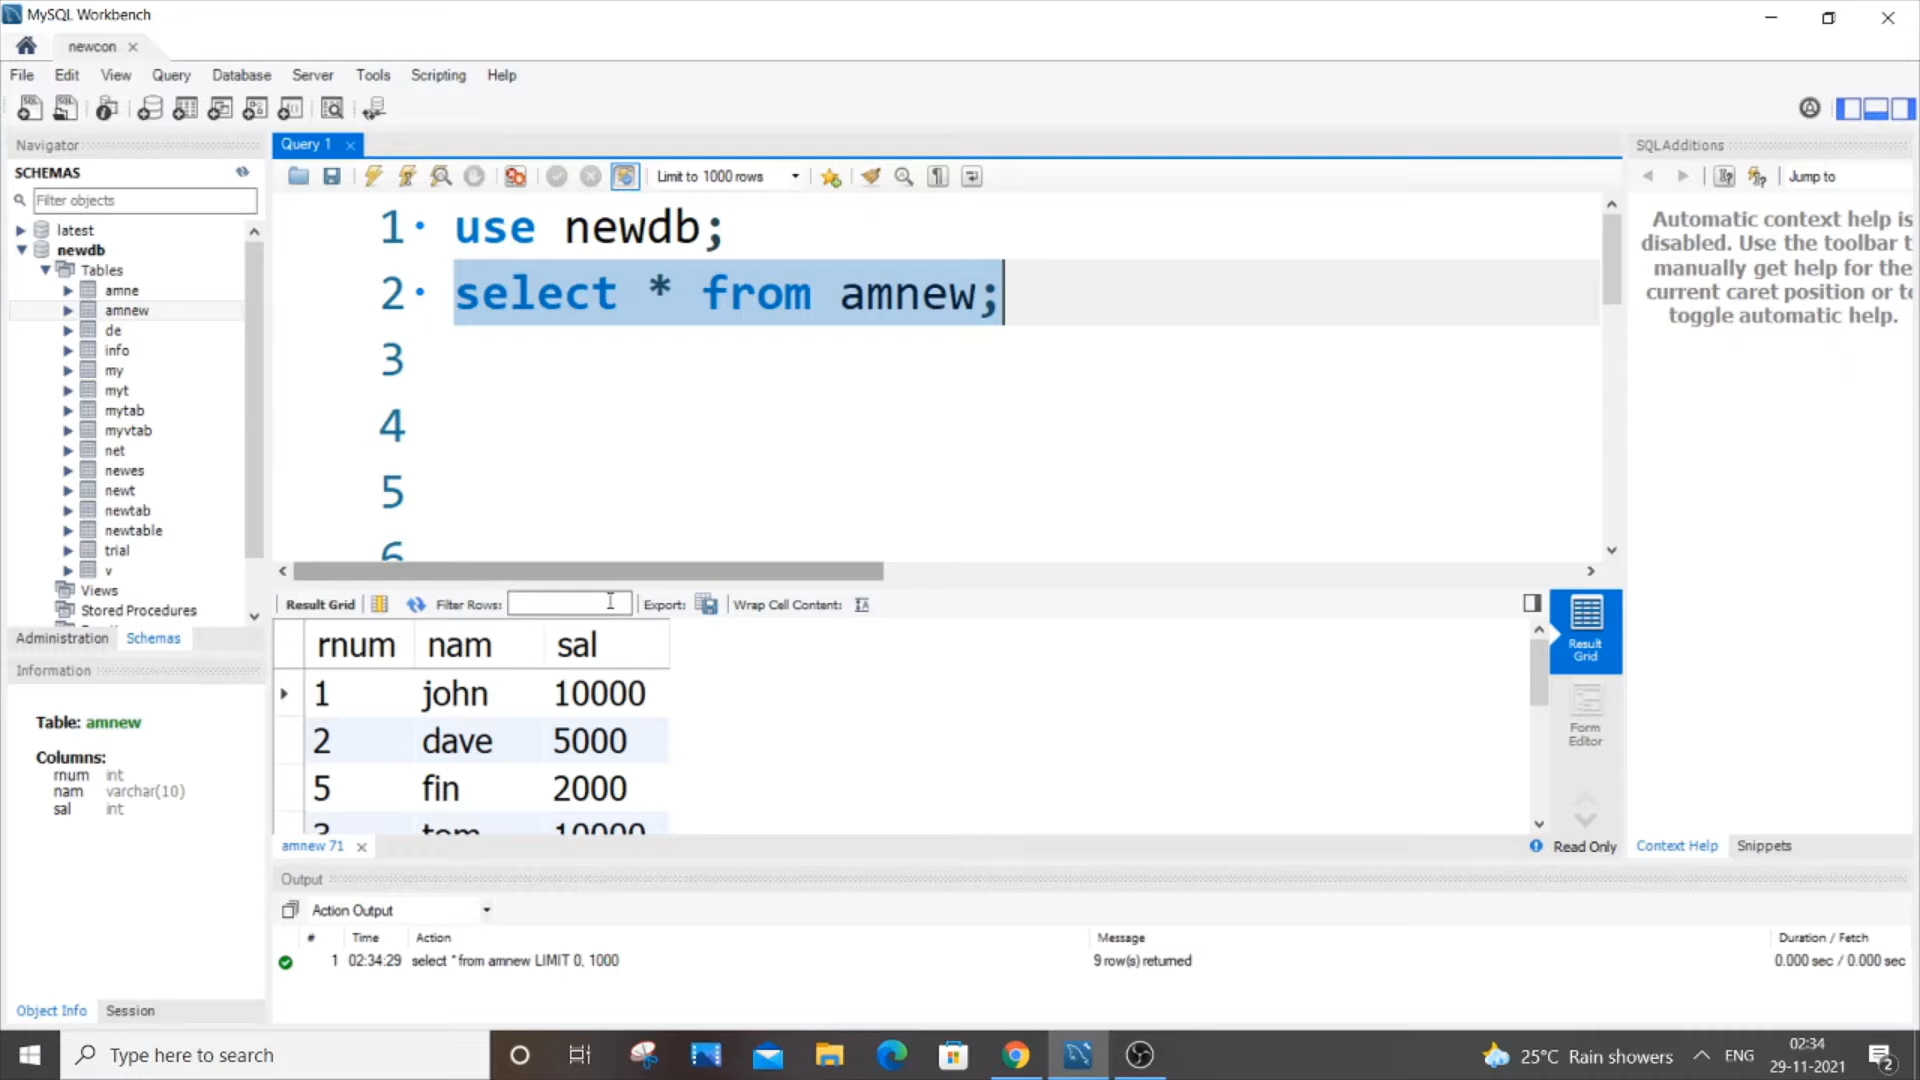 MySQL Workbench
newcon
File Edit View Query Database Server Tools Scripting Help
Navigator
SCHEMAS
Filter objects
latest
newdb
Tables
amne
amnew
de
info
my
myt
mytab
myvtab
net
newes
newt
newtab
newtable
trial
v
Views
Stored Procedures
Administration Schemas
Information
Table: amnew
Columns:
rnum int
nam varchar(10)
sal int
Object Info Session
Query 1
Limit to 1000 rows
1 use newdb;
2 select * from amnew;
3
4
5
6
Result Grid Filter Rows: Export: Wrap Cell Content:
rnum nam sal
1 john 10000
2 dave 5000
5 fin 2000
3 tom 10000
Result
Grid
Form
Editor
amnew 71
Read Only
Output
Action Output
# Time Action Message Duration / Fetch
1 02:34:29 select * from amnew LIMIT 0, 1000 9 row(s) returned 0.000 sec / 0.000 sec
SQLAdditions
Jump to
Automatic context help is
disabled. Use the toolbar t
manually get help for the
current caret position or to
toggle automatic help.
Context Help Snippets
Type here to search
25°C Rain showers
ENG
02:34
29-11-2021
2